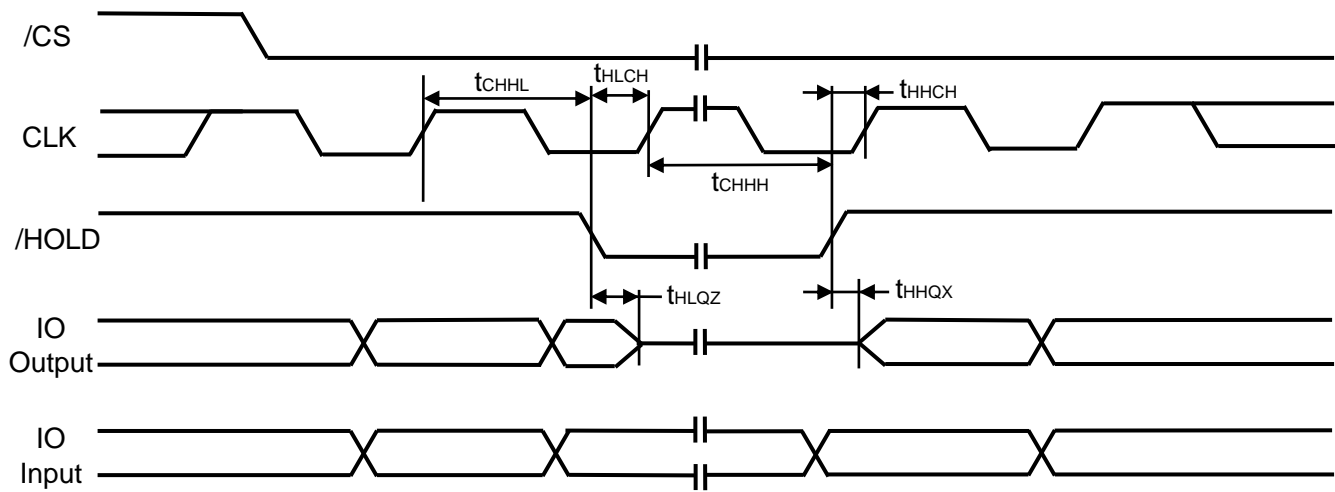 /CS
tCHHL
tHLCH
tHHCH
CLK
tCHHH
/HOLD
tHLQZ
tHHQX
IO
Output
IO
Input